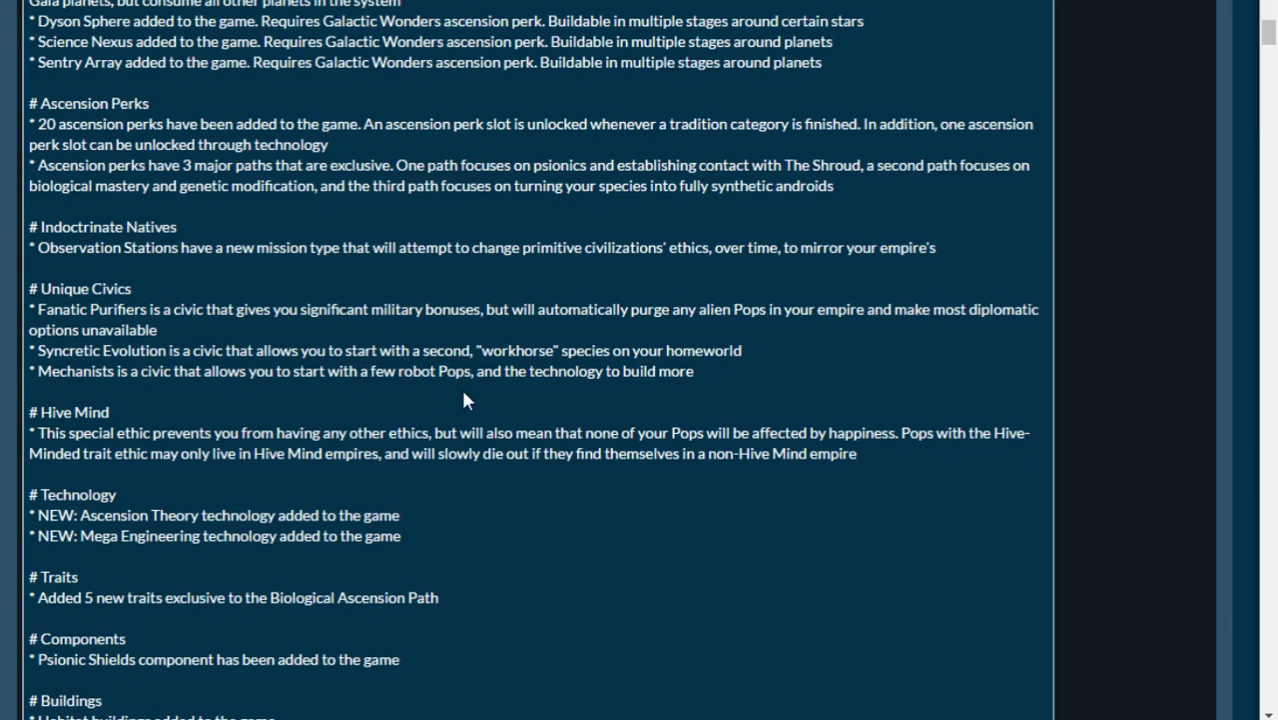 Gaia planets, but consume all other planets in the system
* Dyson Sphere added to the game. Requires Galactic Wonders ascension perk. Buildable in multiple stages around certain stars
* Science Nexus added to the game. Requires Galactic Wonders ascension perk. Buildable in multiple stages around planets
* Sentry Array added to the game. Requires Galactic Wonders ascension perk. Buildable in multiple stages around planets
# Ascension Perks
* 20 ascension perks have been added to the game. An ascension perk slot is unlocked whenever a tradition category is finished. In addition, one ascension
perk slot can be unlocked through technology
* Ascension perks have 3 major paths that are exclusive. One path focuses on psionics and establishing contact with The Shroud, a second path focuses on
biological mastery and genetic modification, and the third path focuses on turning your species into fully synthetic androids
# Indoctrinate Natives
* Observation Stations have a new mission type that will attempt to change primitive civilizations' ethics, over time, to mirror your empire's
# Unique Civics
* Fanatic Purifiers is a civic that gives you significant military bonuses, but will automatically purge any alien Pops in your empire and make most diplomatic
options unavailable
* Syncretic Evolution is a civic that allows you to start with a second, "workhorse" species on your homeworld
* Mechanists is a civic that allows you to start with a few robot Pops, and the technology to build more
# Hive Mind
* This special ethic prevents you from having any other ethics, but will also mean that none of your Pops will be affected by happiness. Pops with the Hive-
Minded trait ethic may only live in Hive Mind empires, and will slowly die out if they find themselves in a non-Hive Mind empire
# Technology
* NEW: Ascension Theory technology added to the game
* NEW: Mega Engineering technology added to the game
# Traits
* Added 5 new traits exclusive to the Biological Ascension Path
# Components
* Psionic Shields component has been added to the game
# Buildings
* Habitat buildings added to the game